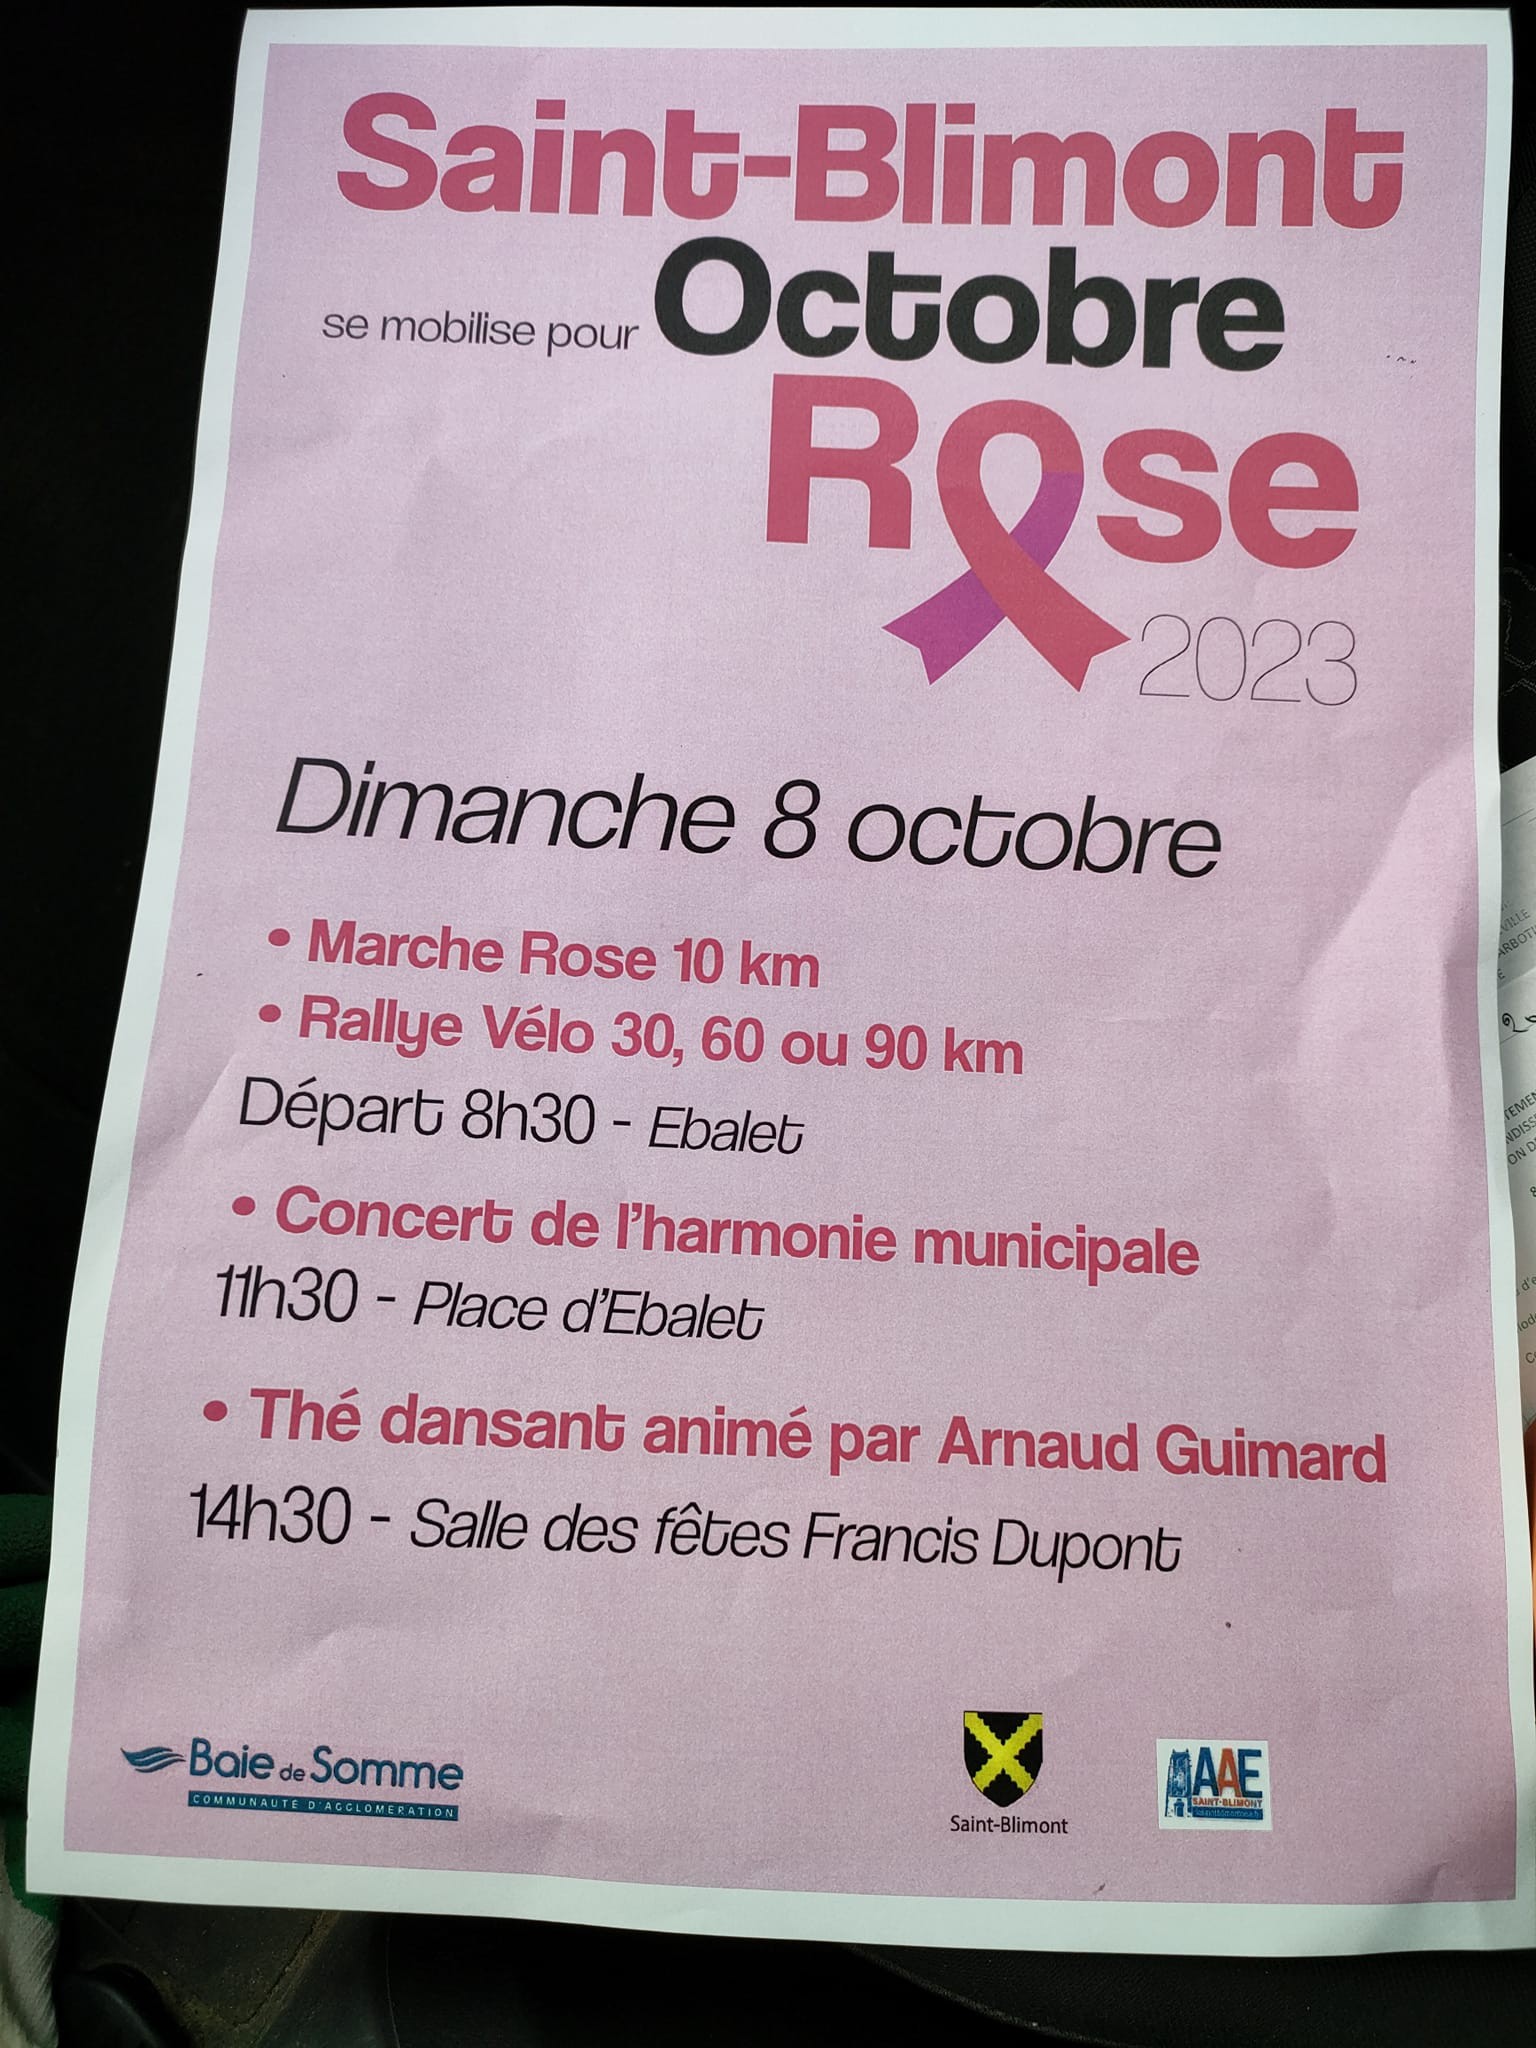 Saint-Blimont
se mobilise pour Octobre
Rose
2023
Dimanche 8 octobre
• Marche Rose 10 km
• Rallye Vélo 30, 60 ou 90 km
Départ 8h30 - Ebalet
• Concert de l'harmonie municipale
11h30 - Place d'Ebalet
• Thé dansant animé par Arnaud Guimard
14h30 - Salle des fêtes Francis Dupont
Baie de Somme
COMMUNAUTÉ D'AGGLOMÉRATION
Saint-Blimont
AAE
SAINT-BLIMONT